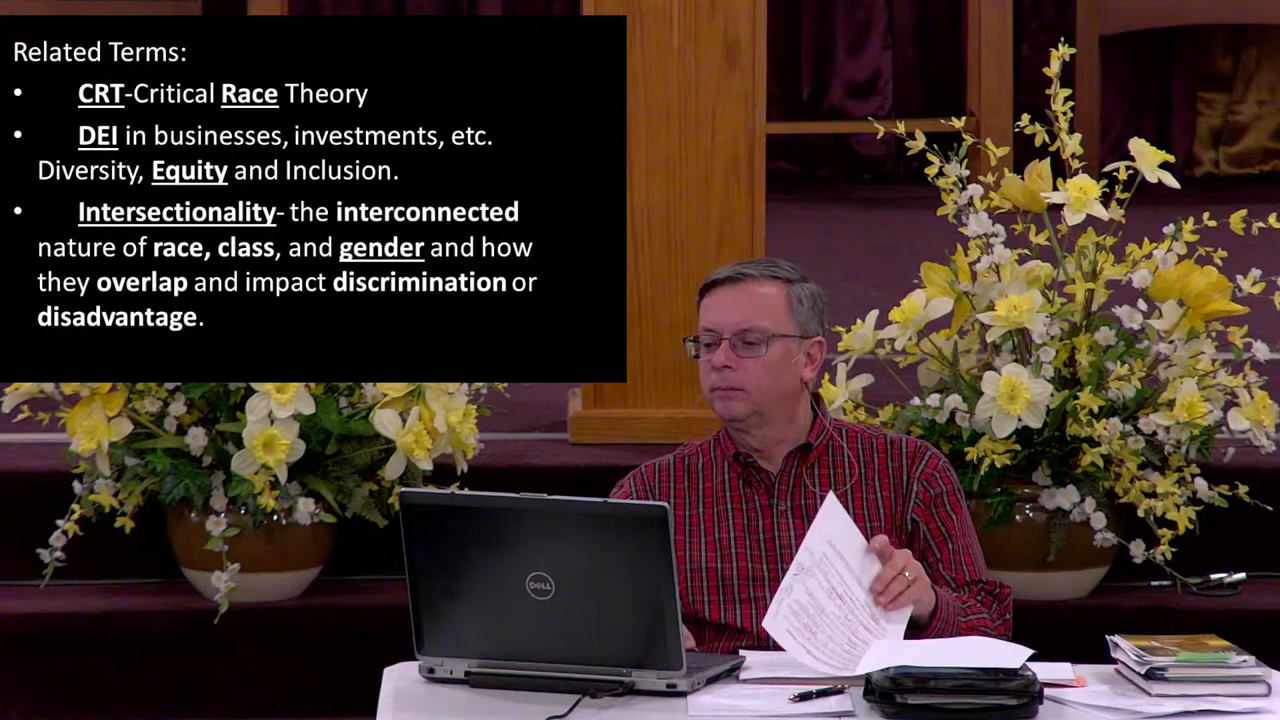 Related Terms:
• CRT-Critical Race Theory
• DEI in businesses, investments, etc.
Diversity, Equity and Inclusion.
• Intersectionality- the interconnected
nature of race, class, and gender and how
they overlap and impact discrimination or
disadvantage.
DELL